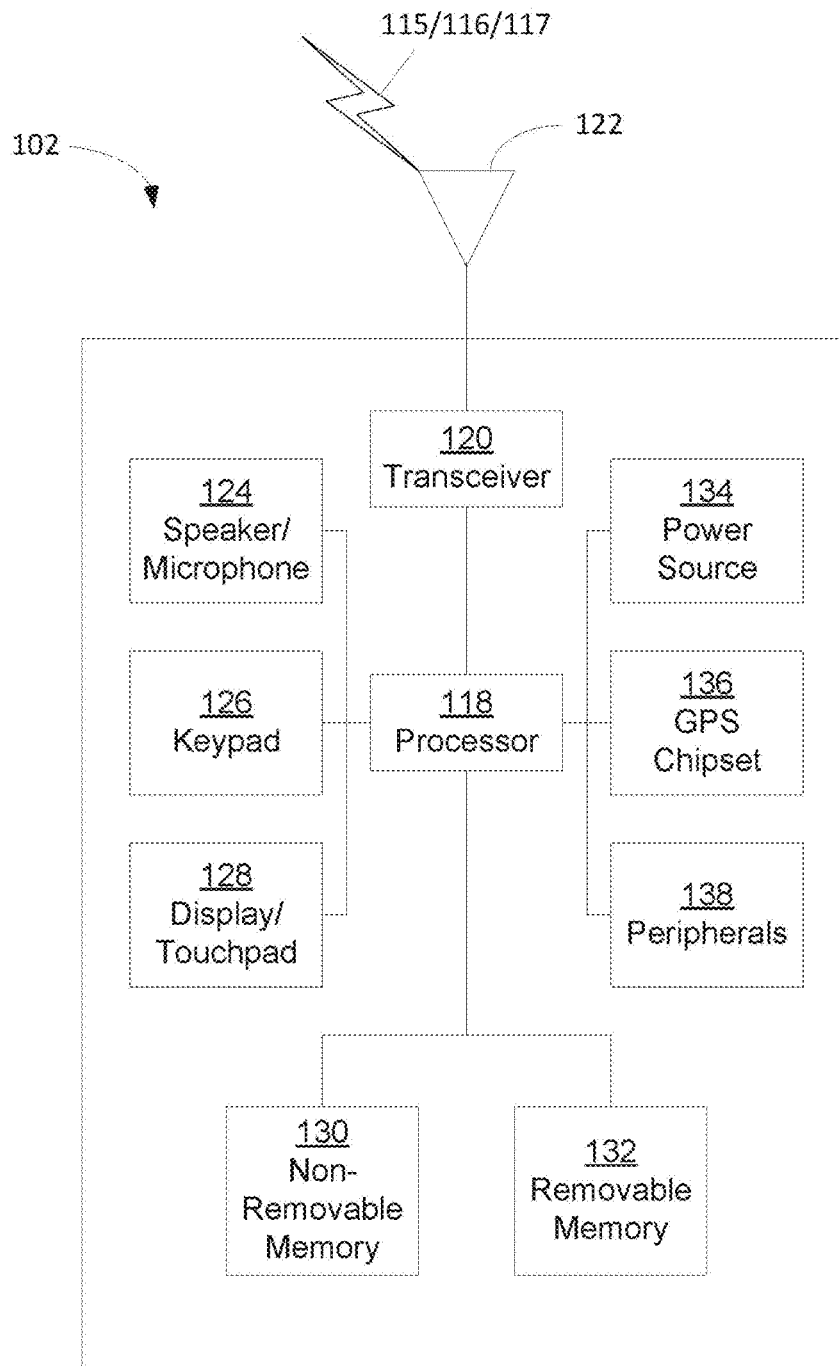 115/116/117
122
102
120
Transceiver
124
Speaker/
Microphone
134
Power
Source
126
Keypad
118
Processor
136
GPS
Chipset
128
Display/
Touchpad
138
Peripherals
130
Non-
Removable
Memory
132
Removable
Memory